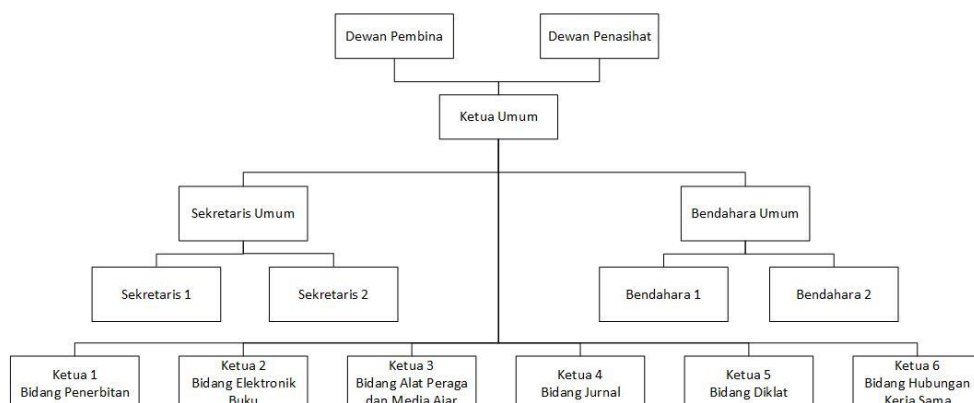 Dewan Pembina
Dewan Penasihat
Ketua Umum
Sekretaris Umum
Bendahara Umum
Sekretaris 1
Sekretaris 2
Bendahara 1
Bendahara 2
Ketua 1
Bidang Penerbitan
Ketua 2
Bidang Elektronik
Buku
Ketua 3
Bidang Alat Peraga
dan Media Ajar
Ketua 4
Bidang Jurnal
Ketua 5
Bidang Diklat
Ketua 6
Bidang Hubungan
Kerja Sama